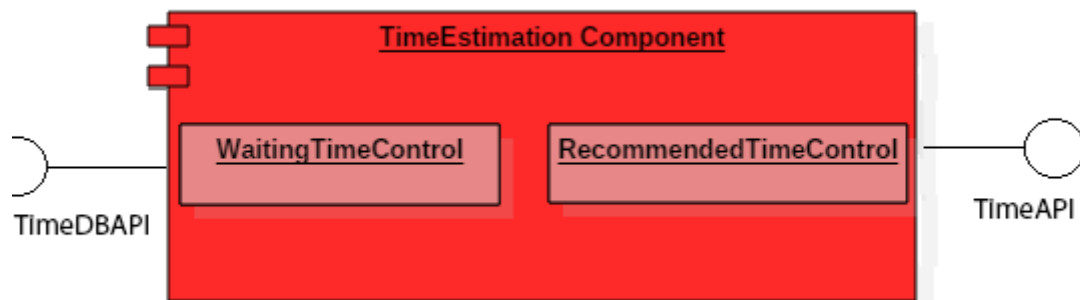 TimeEstimation Component
WaitingTimeControl
RecommendedTimeControl
TimeDBAPI
TimeAPI